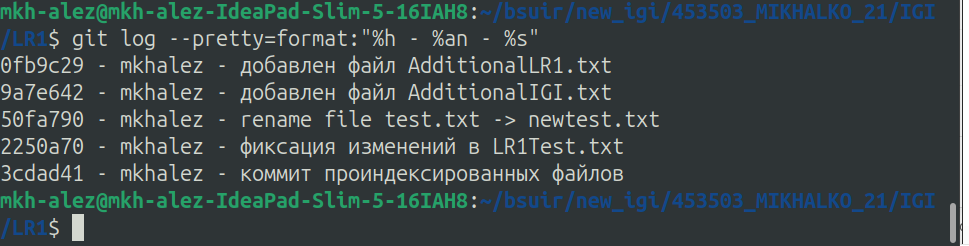 mkh-alez@mkh-alez-IdeaPad-Slim-5-16IAH8:~/bsuir/new_igi/453503_MIKHALKO_21/IGI
/LR1$ git log --pretty=format:"%h - %an - %s"
0fb9c29 - mkhalez - добавлен файл AdditionalLR1.txt
9a7e642 - mkhalez - добавлен файл AdditionalIGI.txt
50fa790 - mkhalez - rename file test.txt -> newtest.txt
2250a70 - mkhalez - фиксация изменений в LR1Test.txt
3cdad41 - mkhalez - коммит проиндексированных файлов
mkh-alez@mkh-alez-IdeaPad-Slim-5-16IAH8:~/bsuir/new_igi/453503_MIKHALKO_21/IGI
/LR1$